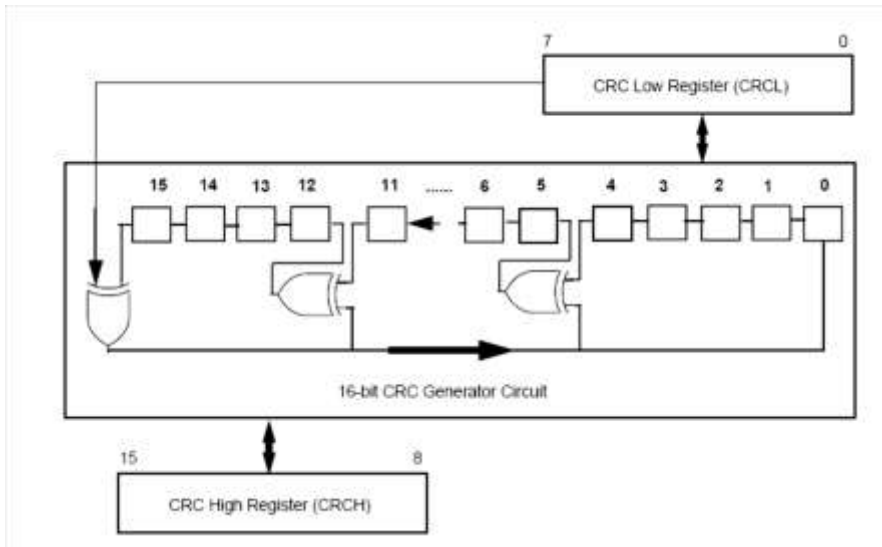 7 0
CRC Low Register (CRCL)
15 14 13 12 11 ...... 6 5 4 3 2 1 0
16-bit CRC Generator Circuit
15 8
CRC High Register (CRCH)